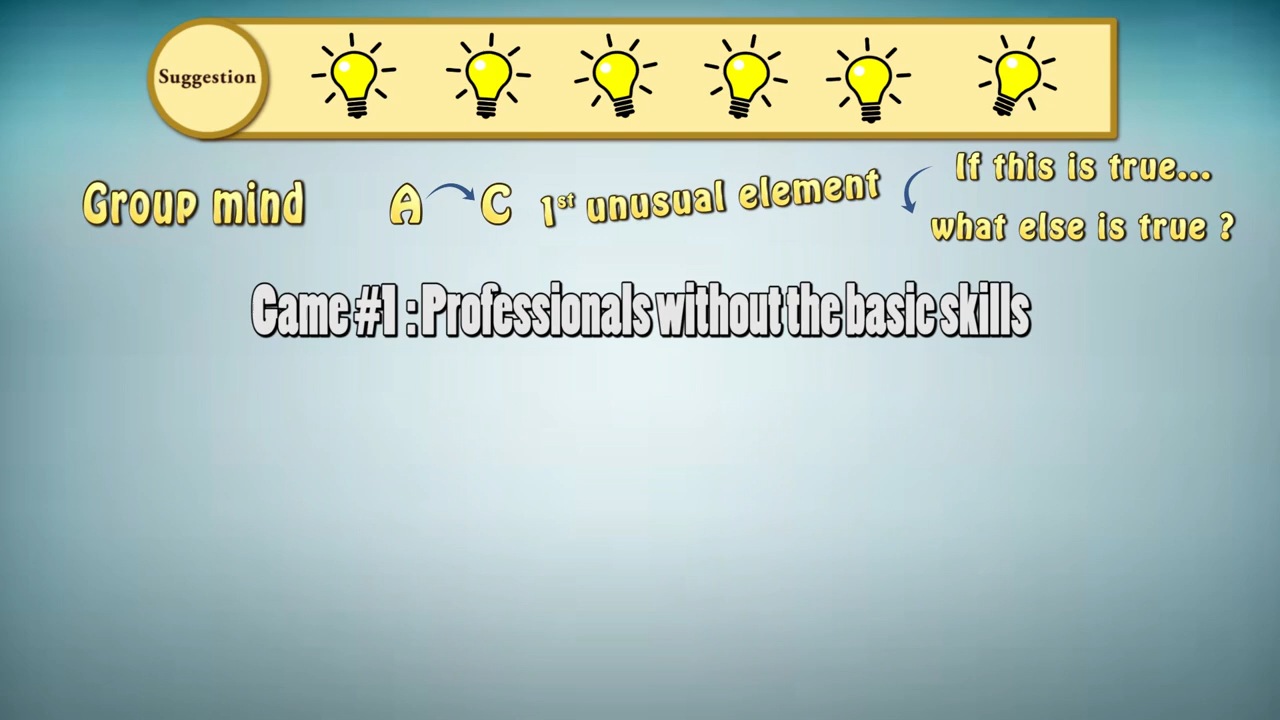 Suggestion
Group mind
A C
1st unusual element
If this is true...
what else is true ?
Game #1 : Professionals without the basic skills